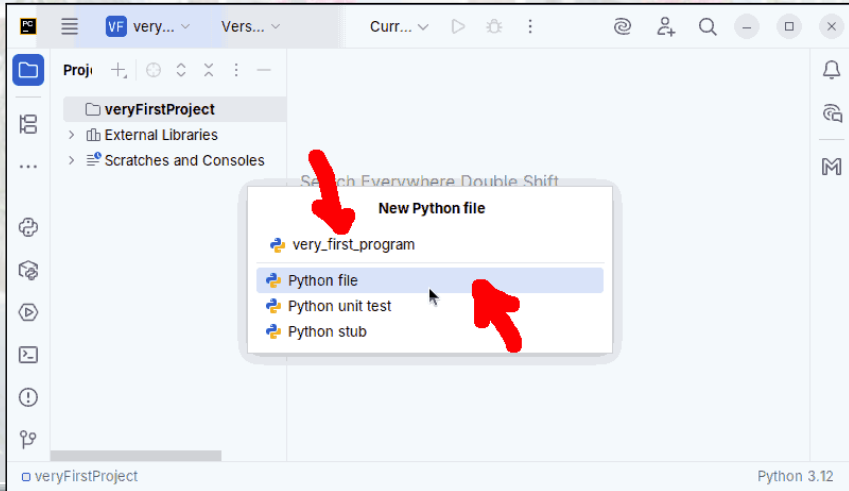 PC VF very... Vers... Curr...
Proj
veryFirstProject
External Libraries
Scratches and Consoles
Search Everywhere Double Shift
New Python file
very_first_program
Python file
Python unit test
Python stub
veryFirstProject Python 3.12